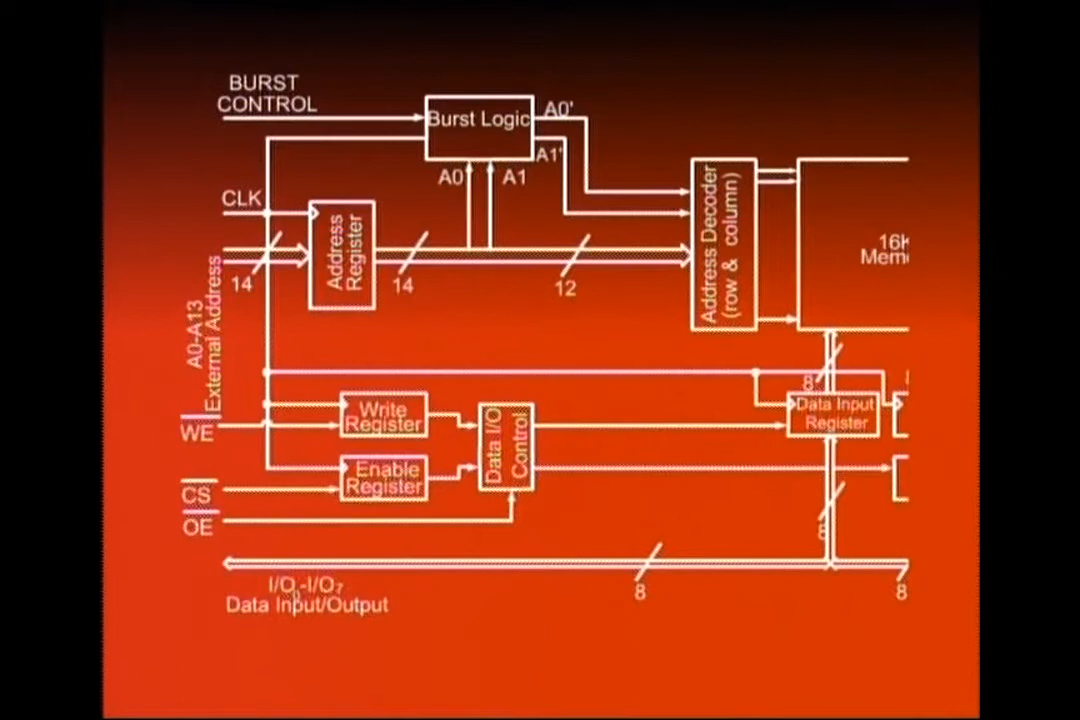 BURST
CONTROL
Burst Logic
A0'
A1'
A0
A1
CLK
Address
Register
Address Decoder
(row & column)
14
14
12
A0-A13
External Address
8
WE
Write
Register
Data I/O
Control
Data Input
Register
CS
Enable
Register
OE
8
8
8
I/O0-I/O7
Data Input/Output